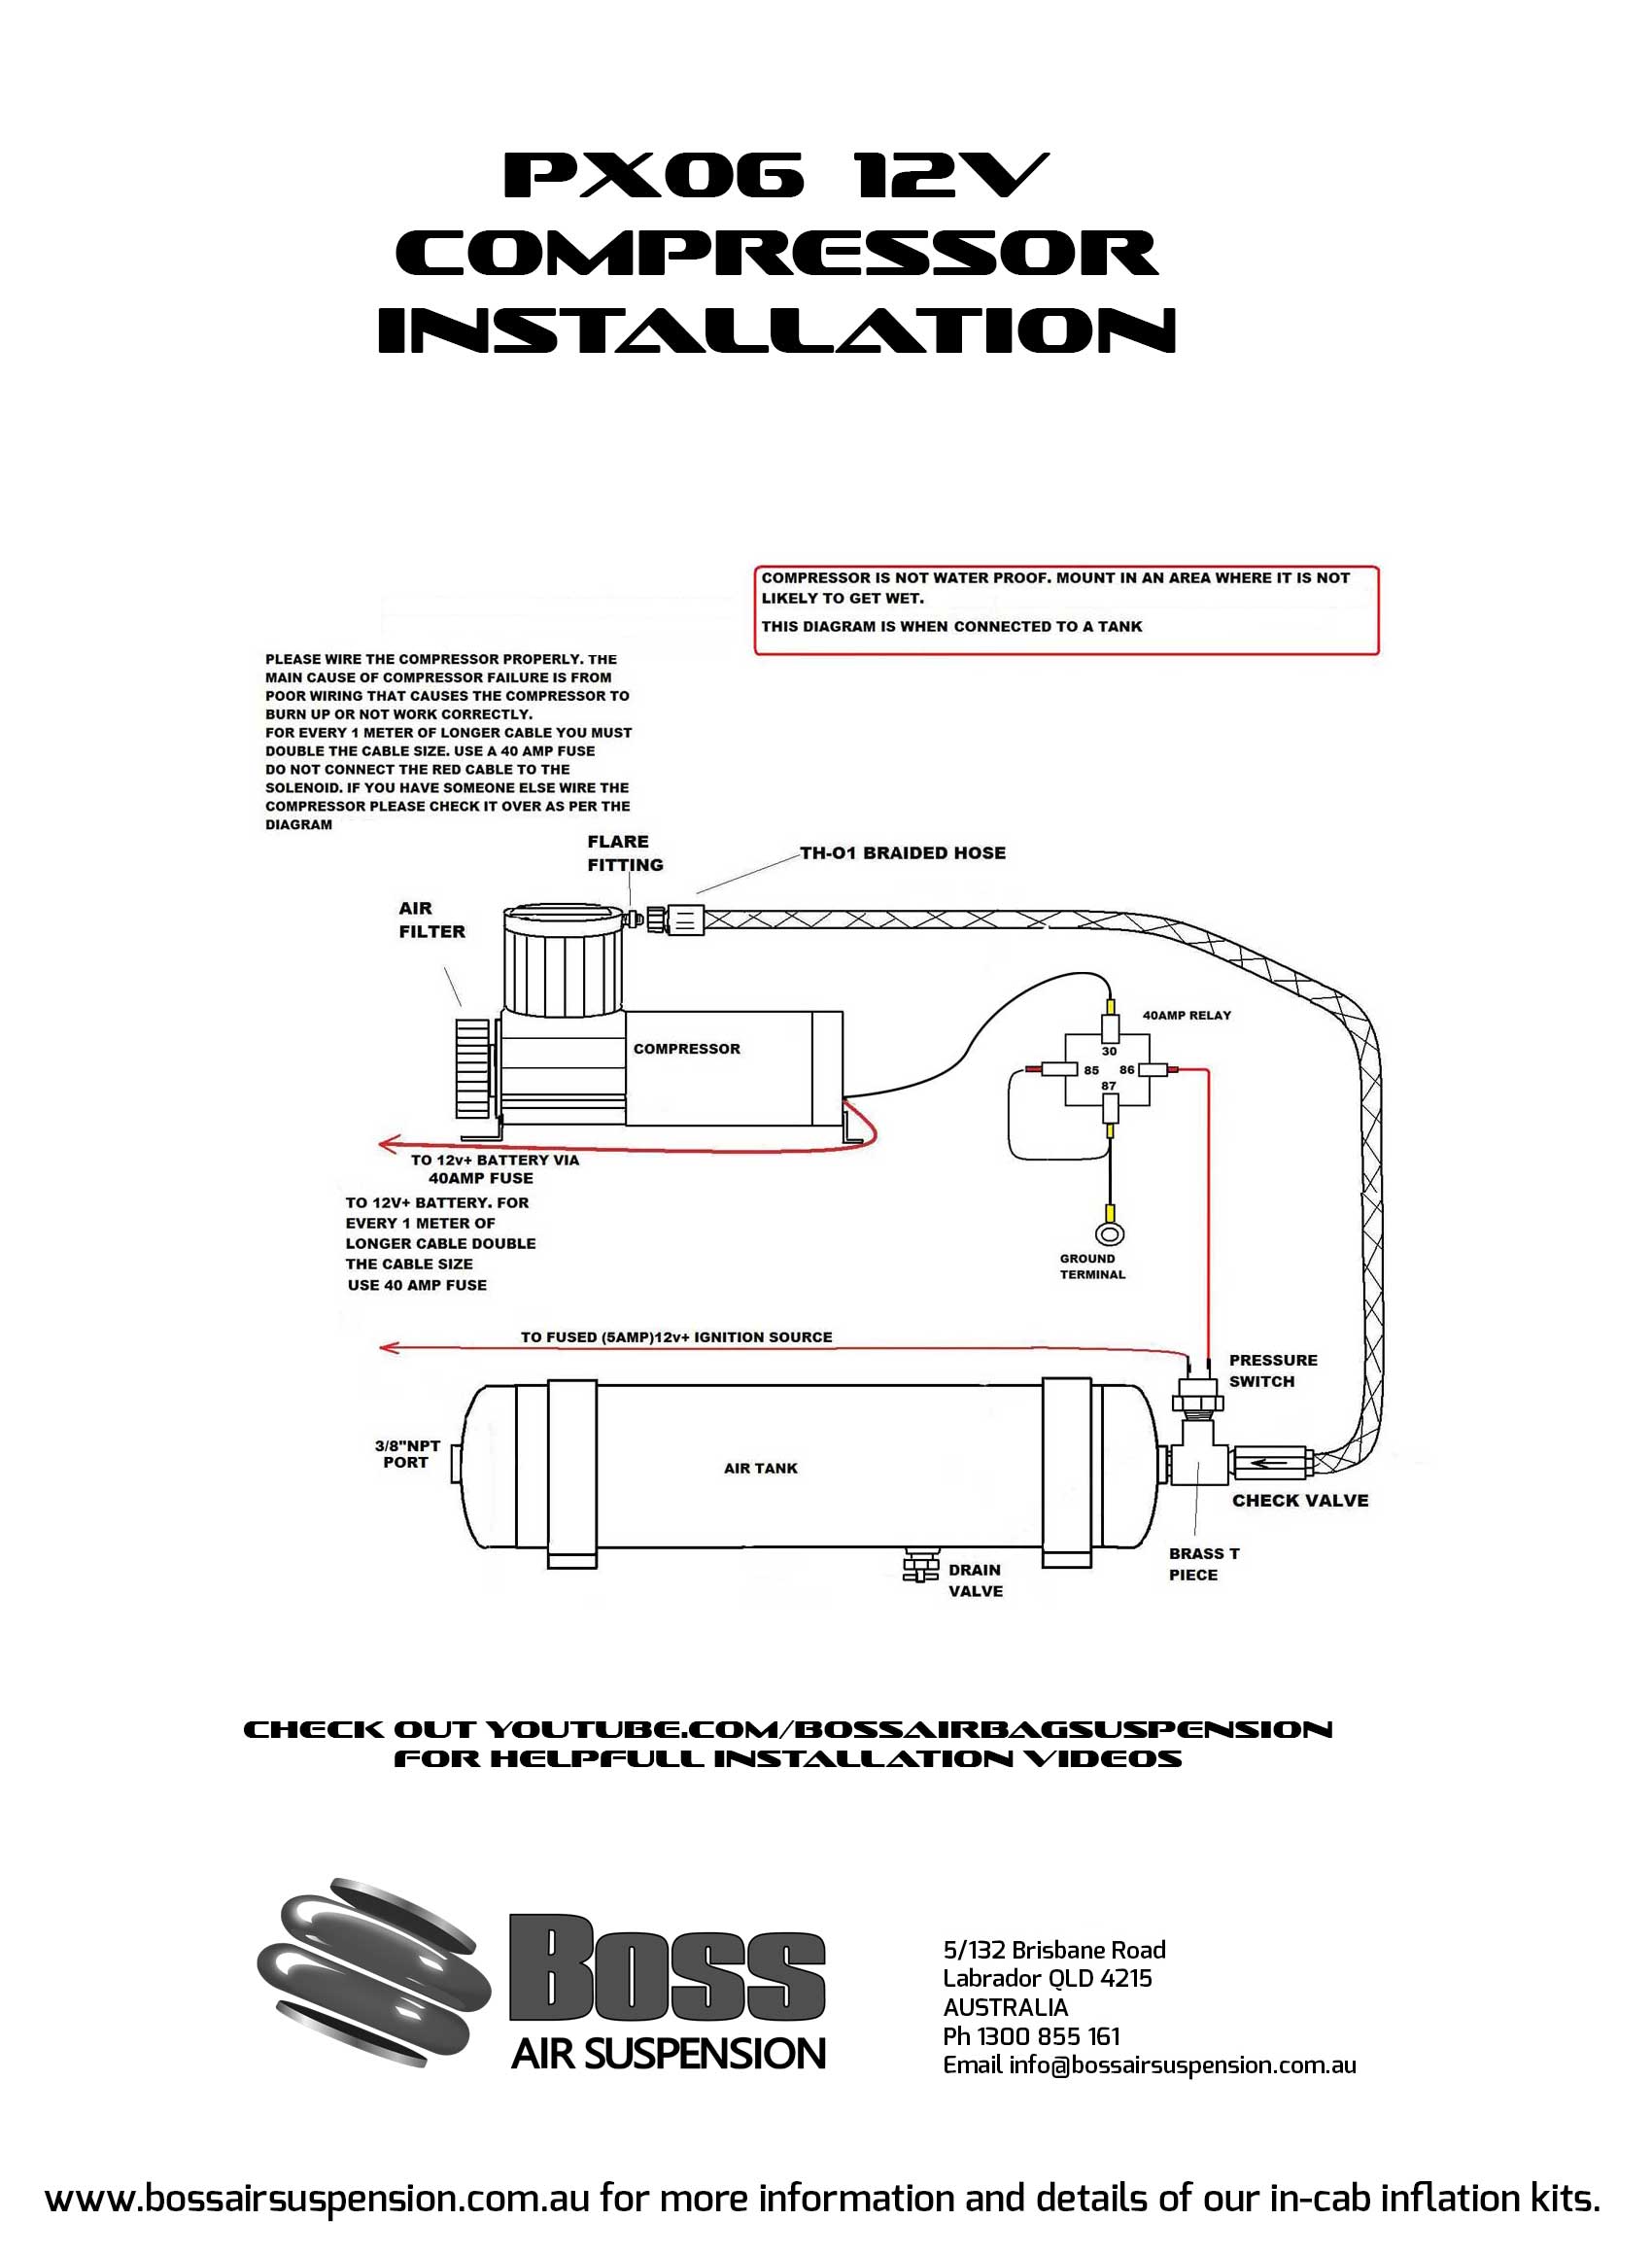 PX06 12V
COMPRESSOR
INSTALLATION
COMPRESSOR IS NOT WATER PROOF. MOUNT IN AN AREA WHERE IT IS NOT
LIKELY TO GET WET.
THIS DIAGRAM IS WHEN CONNECTED TO A TANK
PLEASE WIRE THE COMPRESSOR PROPERLY. THE
MAIN CAUSE OF COMPRESSOR FAILURE IS FROM
POOR WIRING THAT CAUSES THE COMPRESSOR TO
BURN UP OR NOT WORK CORRECTLY.
FOR EVERY 1 METER OF LONGER CABLE YOU MUST
DOUBLE THE CABLE SIZE. USE A 40 AMP FUSE
DO NOT CONNECT THE RED CABLE TO THE
SOLENOID. IF YOU HAVE SOMEONE ELSE WIRE THE
COMPRESSOR PLEASE CHECK IT OVER AS PER THE
DIAGRAM
FLARE
FITTING
TH-O1 BRAIDED HOSE
AIR
FILTER
COMPRESSOR
40AMP RELAY
30
85 86
87
TO 12v+ BATTERY VIA
40AMP FUSE
TO 12V+ BATTERY. FOR
EVERY 1 METER OF
LONGER CABLE DOUBLE
THE CABLE SIZE
USE 40 AMP FUSE
GROUND
TERMINAL
TO FUSED (5AMP)12v+ IGNITION SOURCE
PRESSURE
SWITCH
3/8"NPT
PORT
AIR TANK
CHECK VALVE
BRASS T
PIECE
DRAIN
VALVE
CHECK OUT YOUTUBE.COM/BOSSAIRBAGSUSPENSION
FOR HELPFULL INSTALLATION VIDEOS
BOSS
AIR SUSPENSION
5/132 Brisbane Road
Labrador QLD 4215
AUSTRALIA
Ph 1300 855 161
Email info@bossairsuspension.com.au
www.bossairsuspension.com.au for more information and details of our in-cab inflation kits.